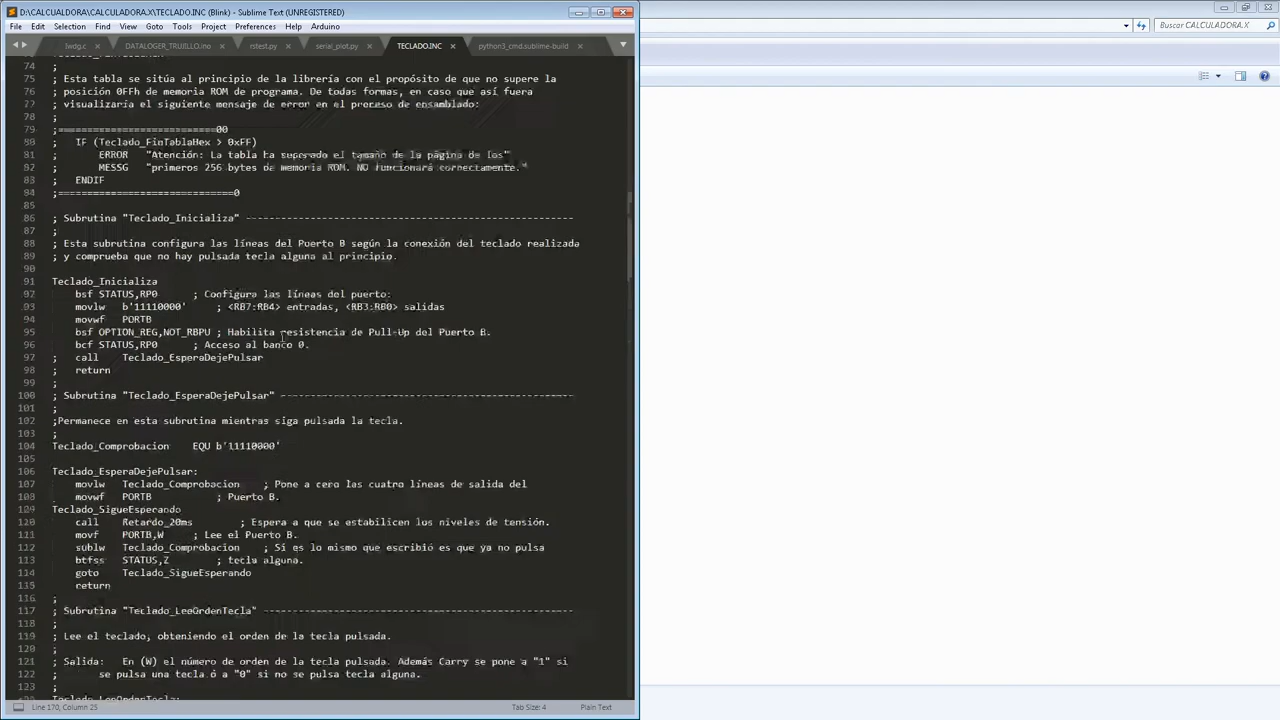 D:\CALCUALDORA\CALCULADORA.X\TECLADO.INC (Blink) - Sublime Text (UNREGISTERED)
File Edit Selection Find View Goto Tools Project Preferences Help Arduino
lwdg.c DATALOGER_TRUJILLO.ino rstest.py serial_plot.py TECLADO.INC python3_cmd.sublime-build
Buscar CALCULADORA.X
74 ;
75 ; Esta tabla se sitúa al principio de la librería con el propósito de que no supere la
76 ; posición 0FFh de memoria ROM de programa. De todas formas, en caso que así fuera
77 ; visualizaría el siguiente mensaje de error en el proceso de ensamblado:
78 ;
79 ;===========================00
80 IF (Teclado_FinTablaHex > 0xFF)
81 ERROR "Atención: La tabla ha superado el tamaño de la página de las"
82 MESSG "primeros 256 bytes de memoria ROM. NO funcionará correctamente."
83 ENDIF
84 ;==============================0
85
86 ; Subrutina "Teclado_Inicializa" --------------------------------------------------------
87 ;
88 ; Esta subrutina configura las líneas del Puerto B según la conexión del teclado realizada
89 ; y comprueba que no hay pulsada tecla alguna al principio.
90
91 Teclado_Inicializa
92 bsf STATUS,RP0 ; Configura las líneas del puerto:
93 movlw b'11110000' ; <RB7:RB4> entradas, <RB3:RB0> salidas
94 movwf PORTB
95 bsf OPTION_REG,NOT_RBPU ; Habilita resistencia de Pull-Up del Puerto B.
96 bcf STATUS,RP0 ; Acceso al banco 0.
97 ; call Teclado_EsperaDejePulsar
98 return
99 ;
100 ; Subrutina "Teclado_EsperaDejePulsar" --------------------------------------------------
101 ;
102 ;Permanece en esta subrutina mientras siga pulsada la tecla.
103 ;
104 Teclado_Comprobacion EQU b'11110000'
105
106 Teclado_EsperaDejePulsar:
107 movlw Teclado_Comprobacion ; Pone a cero las cuatro líneas de salida del
108 movwf PORTB ; Puerto B.
Teclado_SigueEsperando
call Retardo_20ms ; Espera a que se estabilicen los niveles de tensión.
111 movf PORTB,W ; Lee el Puerto B.
112 sublw Teclado_Comprobacion ; Si es lo mismo que escribió es que ya no pulsa
113 btfss STATUS,Z ; tecla alguna.
114 goto Teclado_SigueEsperando
115 return
116 ;
117 ; Subrutina "Teclado_LeeOrdenTecla" -----------------------------------------------------
118 ;
119 ; Lee el teclado, obteniendo el orden de la tecla pulsada.
120 ;
121 ; Salida: En (W) el número de orden de la tecla pulsada. Además Carry se pone a "1" si
122 ; se pulsa una tecla ó a "0" si no se pulsa tecla alguna.
123 ;
Teclado_LeeOrdenTecla:
Line 170, Column 25 Tab Size: 4 Plain Text